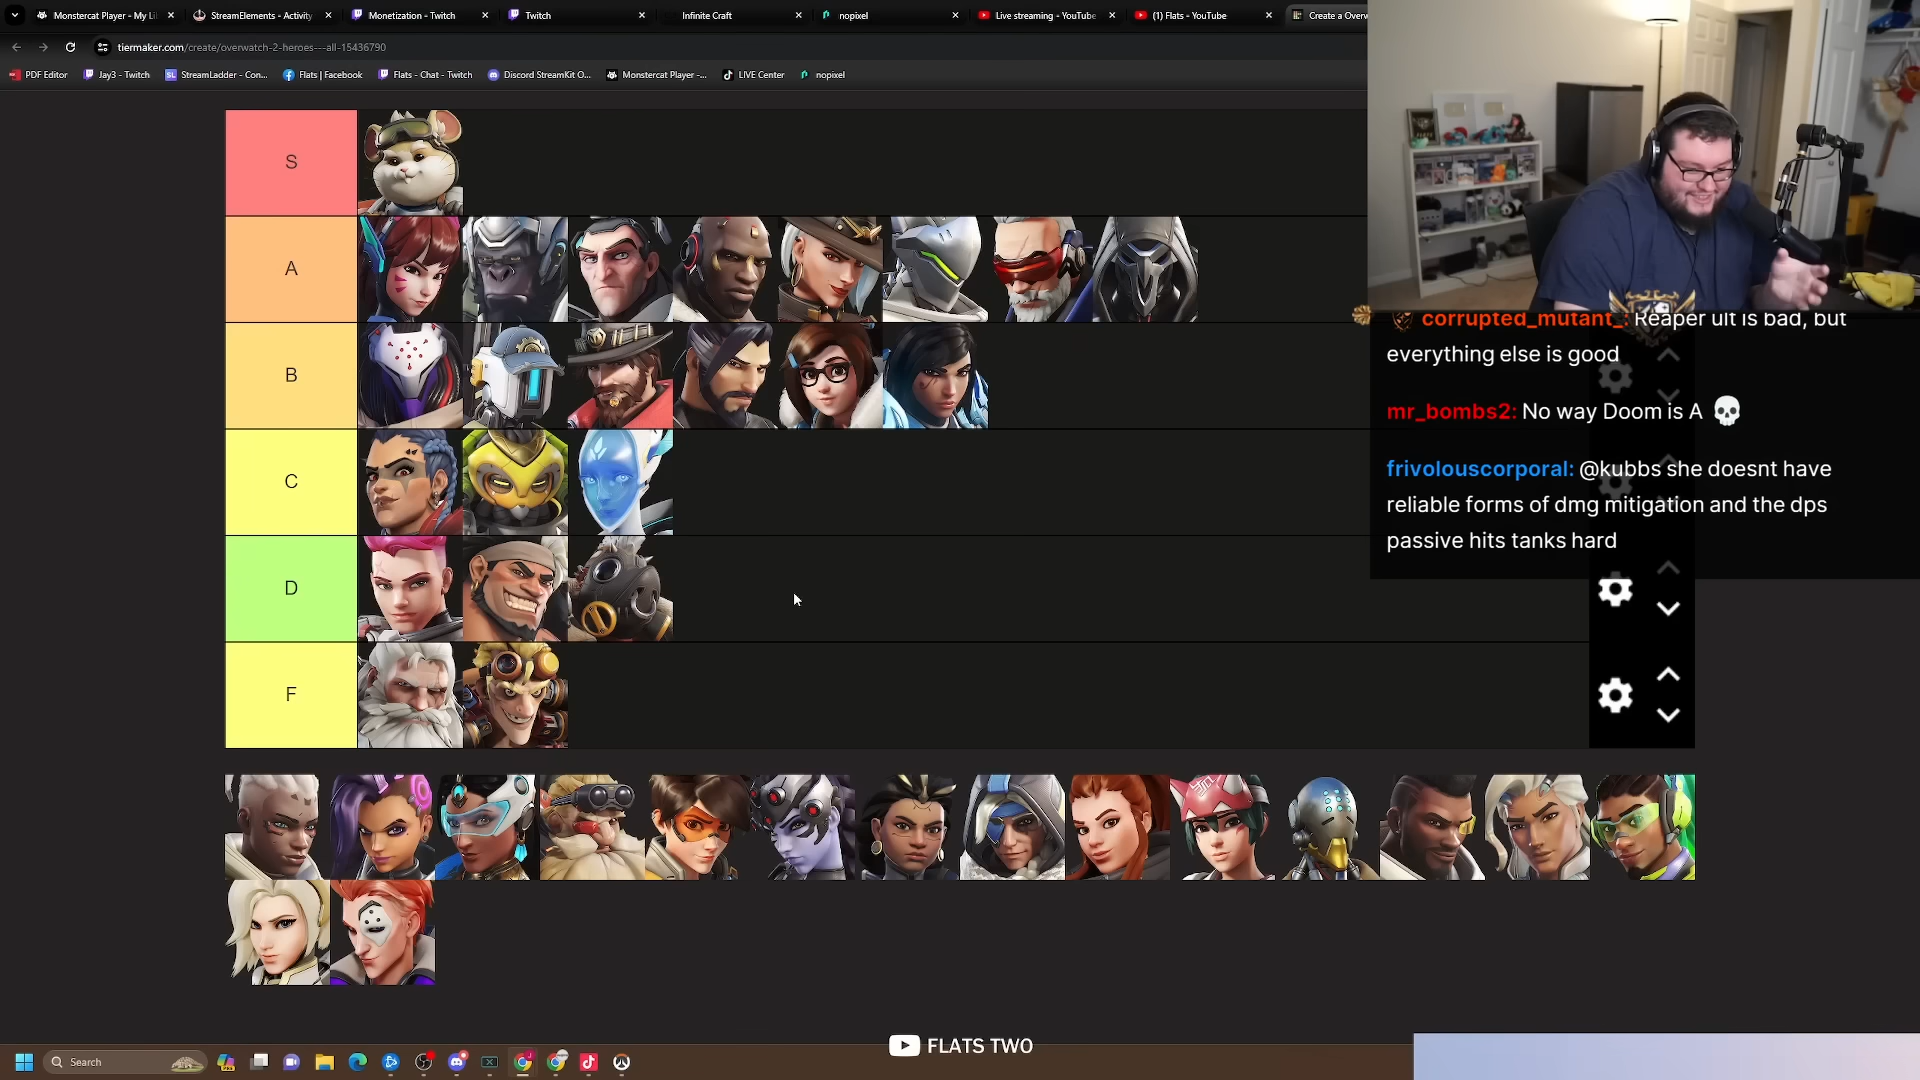 Monstercat Player - My Li
StreamElements - Activity
Monetization - Twitch
Twitch
Infinite Craft
nopixel
Live streaming - YouTube
(1) Flats - YouTube
Create a Overw
tiermaker.com/create/overwatch-2-heroes---all-15436790
PDF Editor
Jay3 - Twitch
StreamLadder - Con...
Flats | Facebook
Flats - Chat - Twitch
Discord StreamKit O...
Monstercat Player -...
LIVE Center
nopixel
S
A
B
C
D
F
corrupted_mutant_: Reaper ult is bad, but
everything else is good
mr_bombs2: No way Doom is A
frivolouscorporal: @kubbs she doesnt have
reliable forms of dmg mitigation and the dps
passive hits tanks hard
FLATS TWO
Search